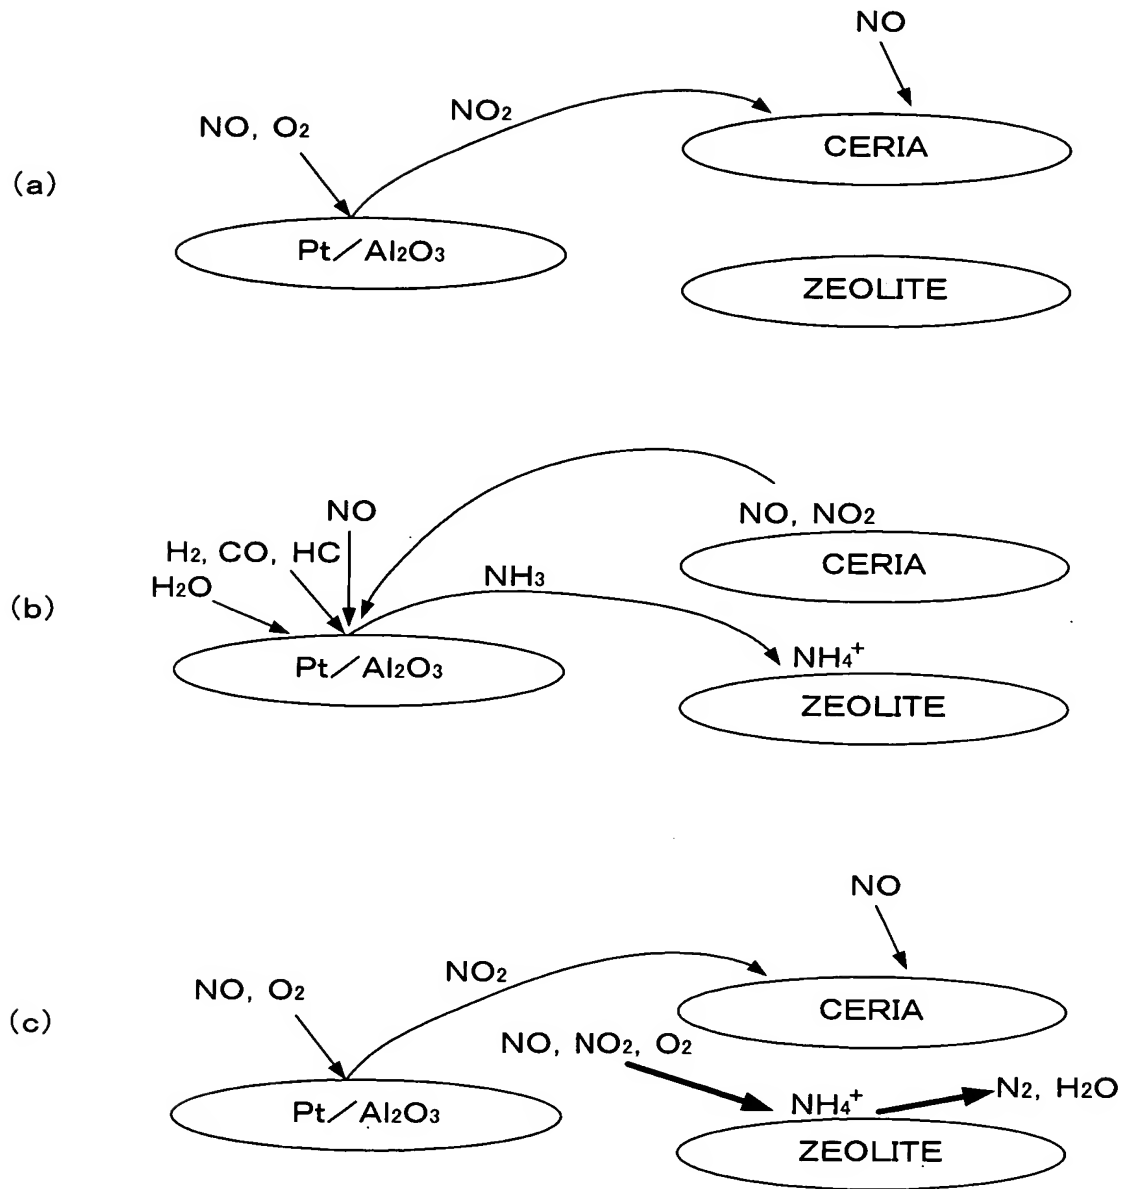 (a)
NO
NO, O₂
NO₂
CERIA
Pt/Al₂O₃
ZEOLITE
(b)
NO
H₂, CO, HC
H₂O
NH₃
NO, NO₂
CERIA
Pt/Al₂O₃
NH₄⁺
ZEOLITE
(c)
NO
NO, O₂
NO₂
CERIA
NO, NO₂, O₂
Pt/Al₂O₃
NH₄⁺
N₂, H₂O
ZEOLITE